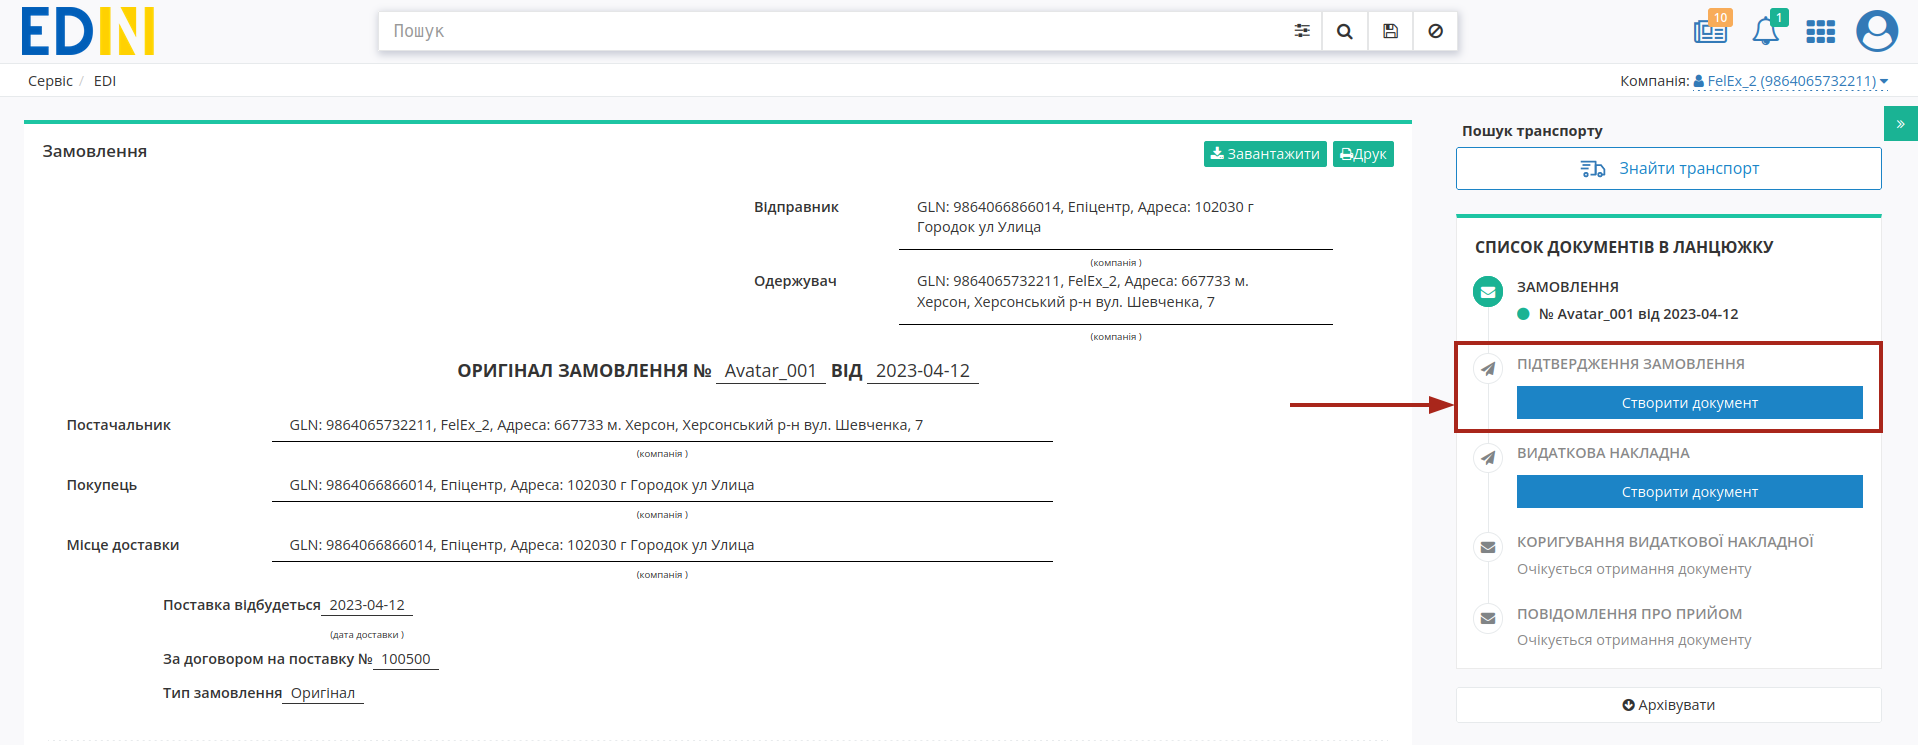 EDIN
Пошук
10
1
Сервіс / EDI
Компанія: FelEx_2 (9864065732211)
Замовлення
Завантажити
Друк
Відправник
GLN: 9864066866014, Епіцентр, Адреса: 102030 г
Городок ул Улица
(компанія )
Одержувач
GLN: 9864065732211, FelEx_2, Адреса: 667733 м.
Херсон, Херсонський р-н вул. Шевченка, 7
(компанія )
ОРИГІНАЛ ЗАМОВЛЕННЯ № Avatar_001 ВІД 2023-04-12
Постачальник
GLN: 9864065732211, FelEx_2, Адреса: 667733 м. Херсон, Херсонський р-н вул. Шевченка, 7
(компанія )
Покупець
GLN: 9864066866014, Епіцентр, Адреса: 102030 г Городок ул Улица
(компанія )
Місце доставки
GLN: 9864066866014, Епіцентр, Адреса: 102030 г Городок ул Улица
(компанія )
Поставка відбудеться 2023-04-12
(дата доставки )
За договором на поставку № 100500
Тип замовлення Оригінал
»
Пошук транспорту
Знайти транспорт
СПИСОК ДОКУМЕНТІВ В ЛАНЦЮЖКУ
ЗАМОВЛЕННЯ
№ Avatar_001 від 2023-04-12
ПІДТВЕРДЖЕННЯ ЗАМОВЛЕННЯ
Створити документ
ВИДАТКОВА НАКЛАДНА
Створити документ
КОРИГУВАННЯ ВИДАТКОВОЇ НАКЛАДНОЇ
Очікується отримання документу
ПОВІДОМЛЕННЯ ПРО ПРИЙОМ
Очікується отримання документу
Архівувати